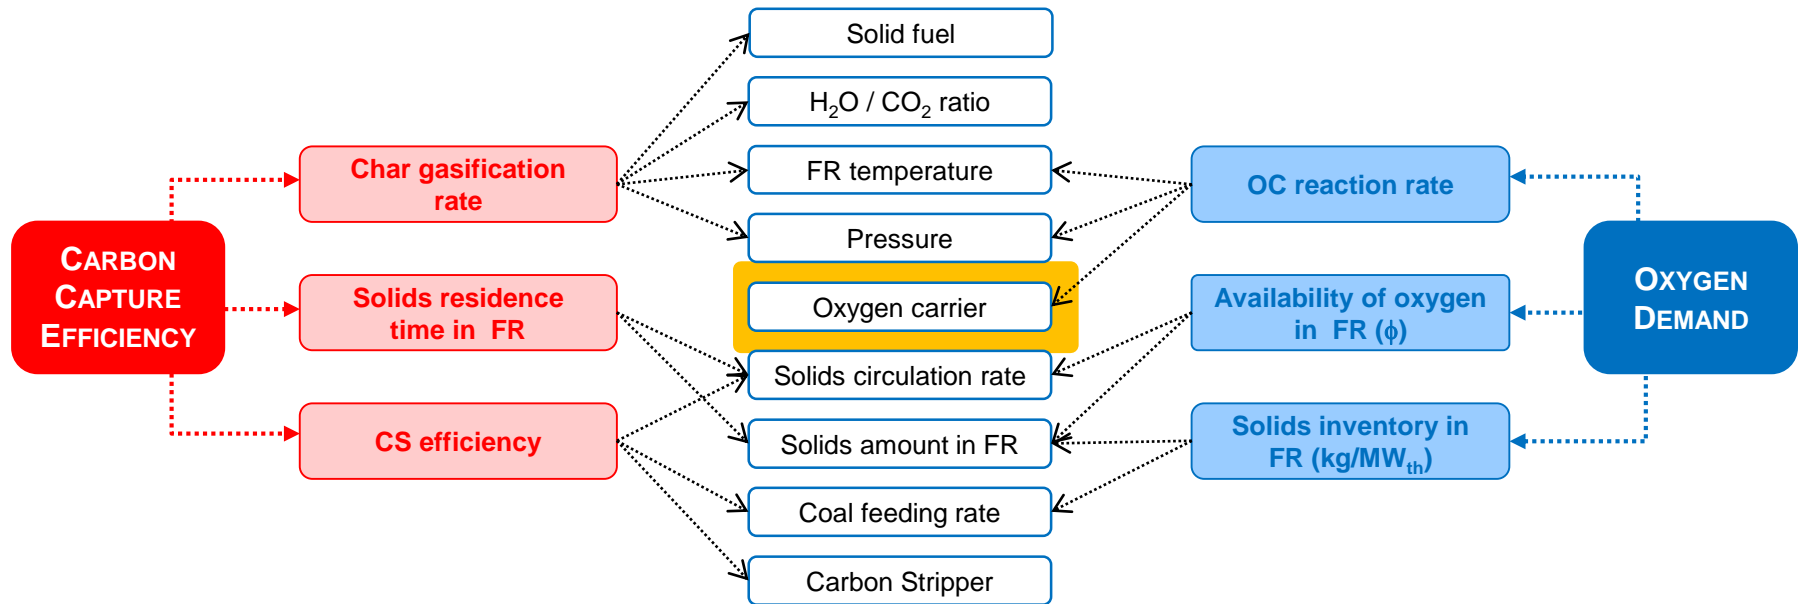 CARBON
CAPTURE
EFFICIENCY
Char gasification
rate
Solids residence
time in FR
CS efficiency
Solid fuel
H₂O / CO₂ ratio
FR temperature
Pressure
Oxygen carrier
Solids circulation rate
Solids amount in FR
Coal feeding rate
Carbon Stripper
OC reaction rate
Availability of oxygen
in FR (ϕ)
Solids inventory in
FR (kg/MWₜₕ)
OXYGEN
DEMAND